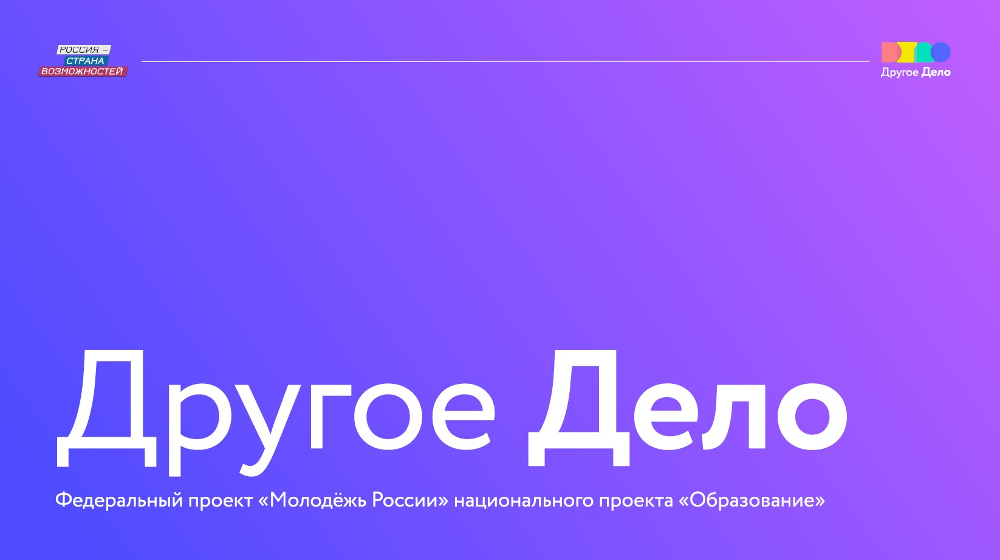 РОССИЯ –
СТРАНА
ВОЗМОЖНОСТЕЙ
Другое Дело
Другое Дело
Федеральный проект «Молодёжь России» национального проекта «Образование»